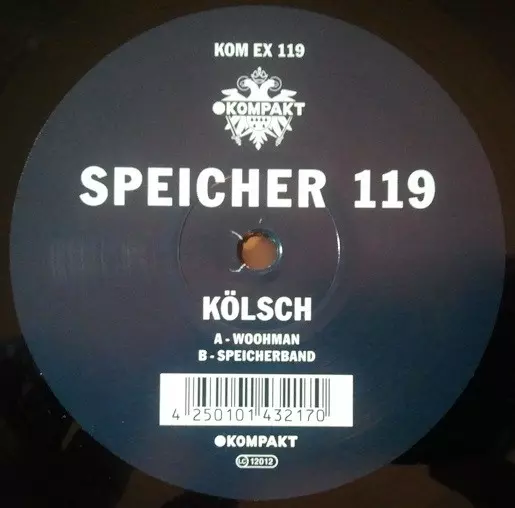 KOM EX 119
KOMPAKT
SPEICHER 119
KÖLSCH
A - WOOHMAN
B - SPEICHERBAND
4 250101 432170
KOMPAKT
LC 12012